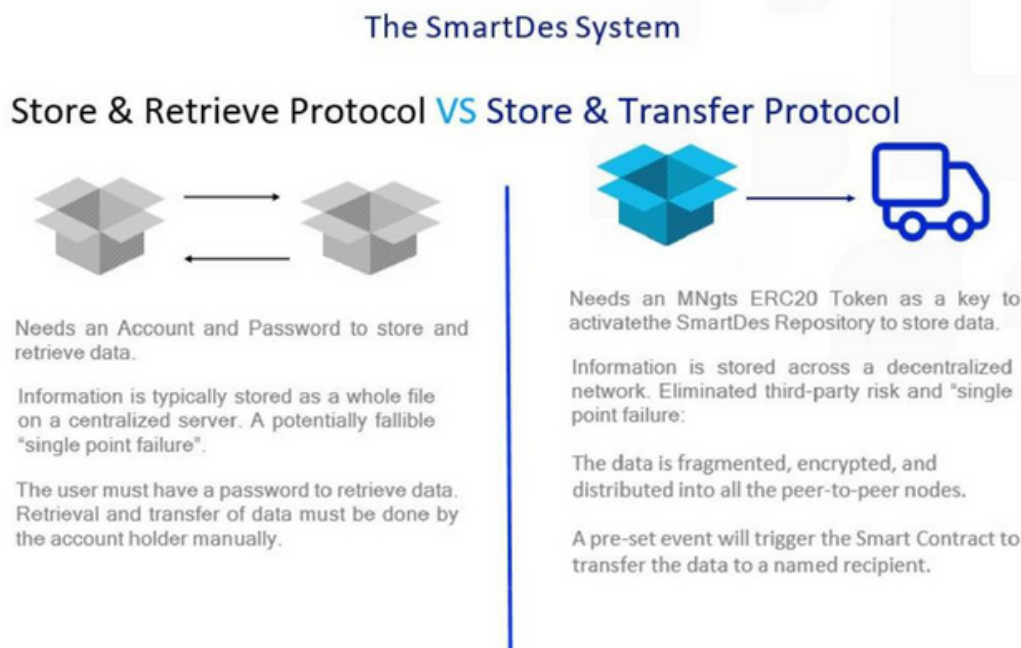 The SmartDes System
Store & Retrieve Protocol VS Store & Transfer Protocol
Needs an Account and Password to store and
retrieve data.
Information is typically stored as a whole file
on a centralized server. A potentially fallible
"single point failure".
The user must have a password to retrieve data.
Retrieval and transfer of data must be done by
the account holder manually.
Needs an MNgts ERC20 Token as a key to
activatethe SmartDes Repository to store data.
Information is stored across a decentralized
network. Eliminated third-party risk and "single
point failure:
The data is fragmented, encrypted, and
distributed into all the peer-to-peer nodes.
A pre-set event will trigger the Smart Contract to
transfer the data to a named recipient.